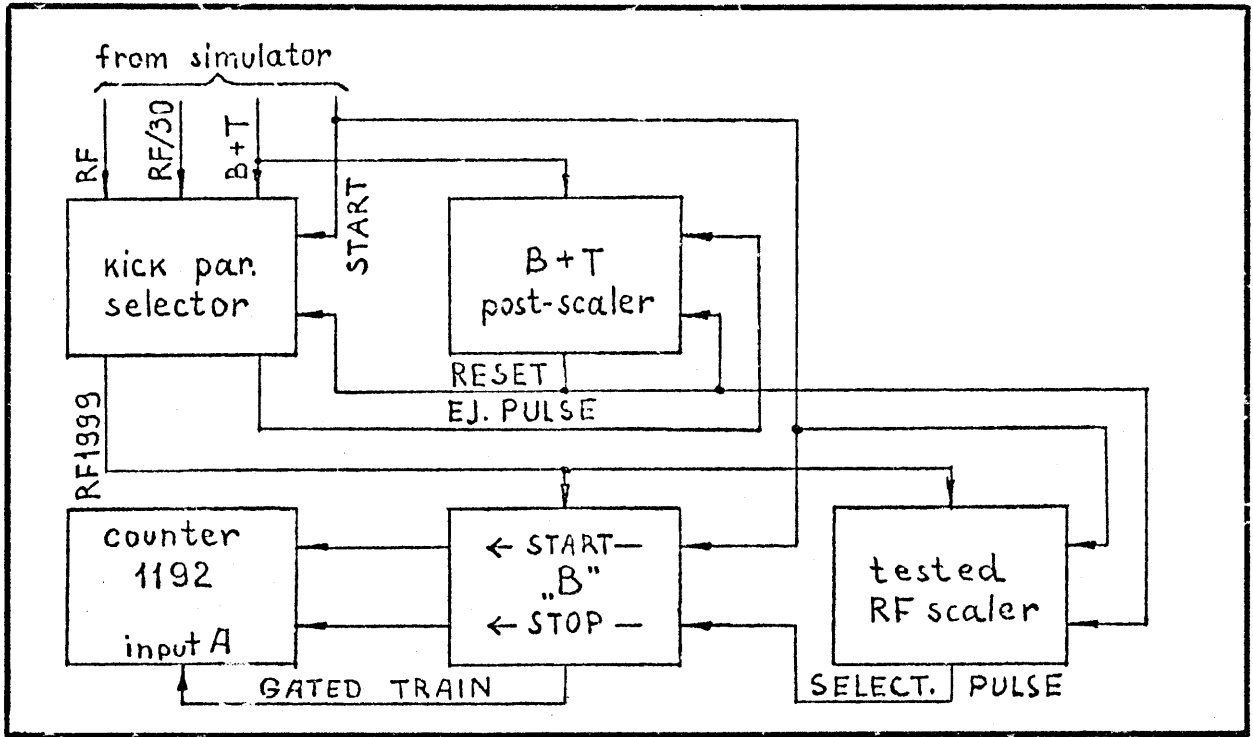 from simulator
RF
RF/30
B+T
START
kick par.
selector
B+T
post-scaler
RESET
EJ. PULSE
RF1999
counter
1192
input A
← START —
„B”
← STOP —
tested
RF scaler
GATED TRAIN
SELECT. PULSE